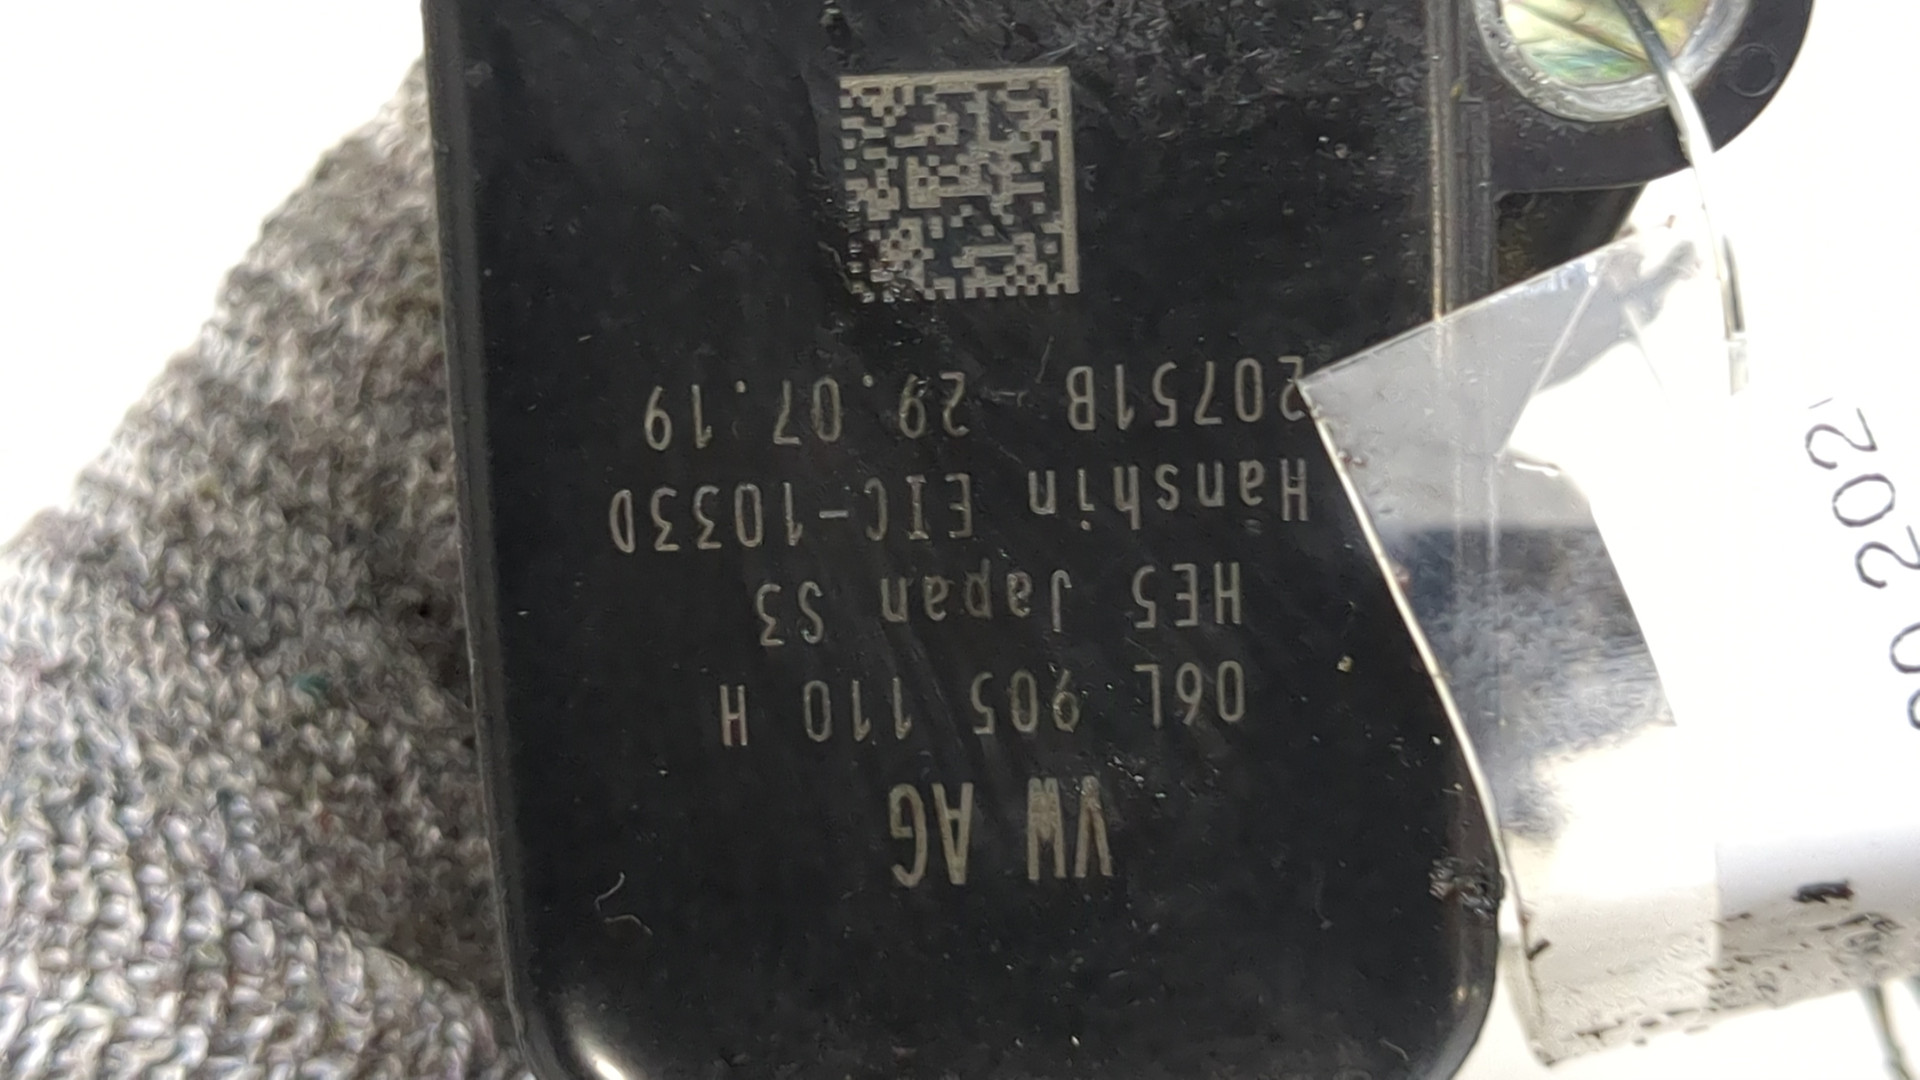 VW AG
06L 905 110 H
HE5 Japan S3
Hanshin EIC-1033D
20751B 29.07.19